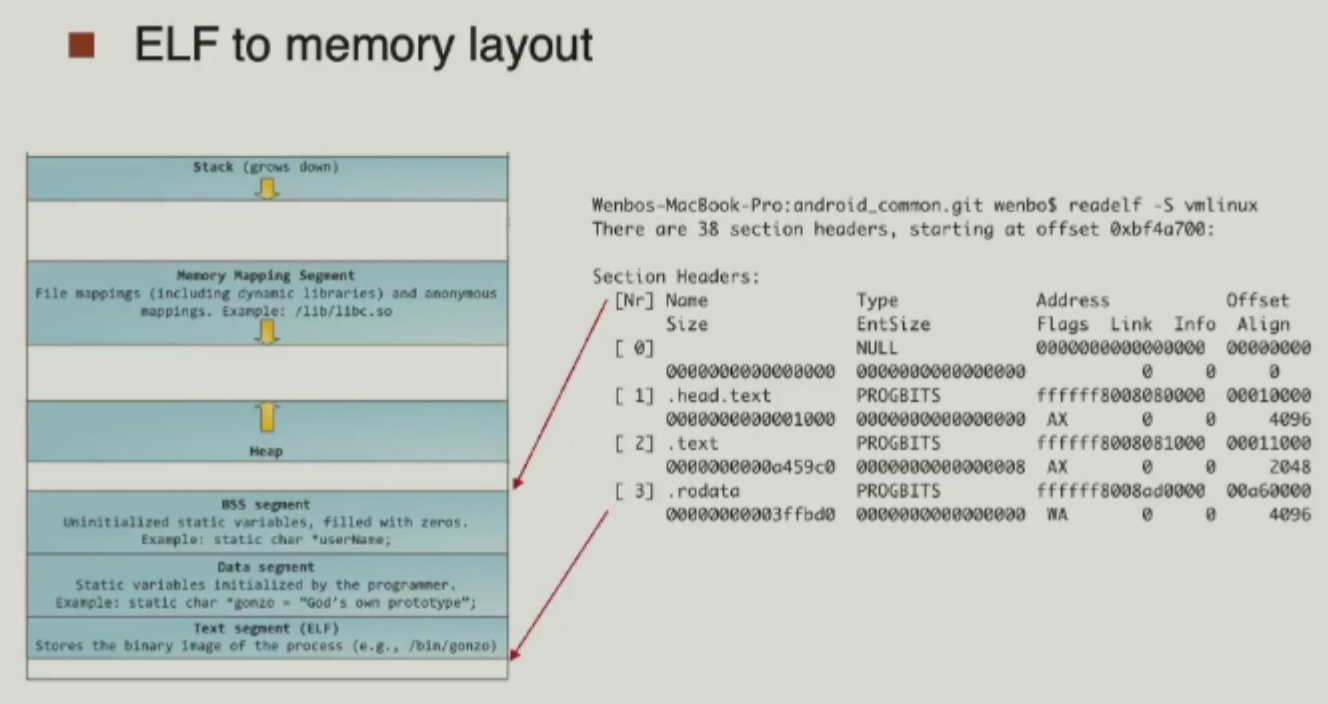 ELF to memory layout
Stack (grows down)
Memory Mapping Segment
File mappings (including dynamic libraries) and anonymous
mappings. Example: /lib/libc.so
Heap
BSS segment
Uninitialized static variables, filled with zeros.
Example: static char *userName;
Data segment
Static variables initialized by the programmer.
Example: static char *gonzo = "God's own prototype";
Text segment (ELF)
Stores the binary image of the process (e.g., /bin/gonzo)
Wenbos-MacBook-Pro:android_common.git wenbo$ readelf -S vmlinux
There are 38 section headers, starting at offset 0xbf4a700:
Section Headers:
[Nr] Name Type Address Offset
Size EntSize Flags Link Info Align
[ 0] NULL 0000000000000000 00000000
0000000000000000 0000000000000000 0 0 0
[ 1] .head.text PROGBITS ffffff8008080000 00010000
0000000000001000 0000000000000000 AX 0 0 4096
[ 2] .text PROGBITS ffffff8008081000 00011000
0000000000a459c0 0000000000000008 AX 0 0 2048
[ 3] .rodata PROGBITS ffffff8008ad0000 00a60000
00000000003ffbd0 0000000000000000 WA 0 0 4096